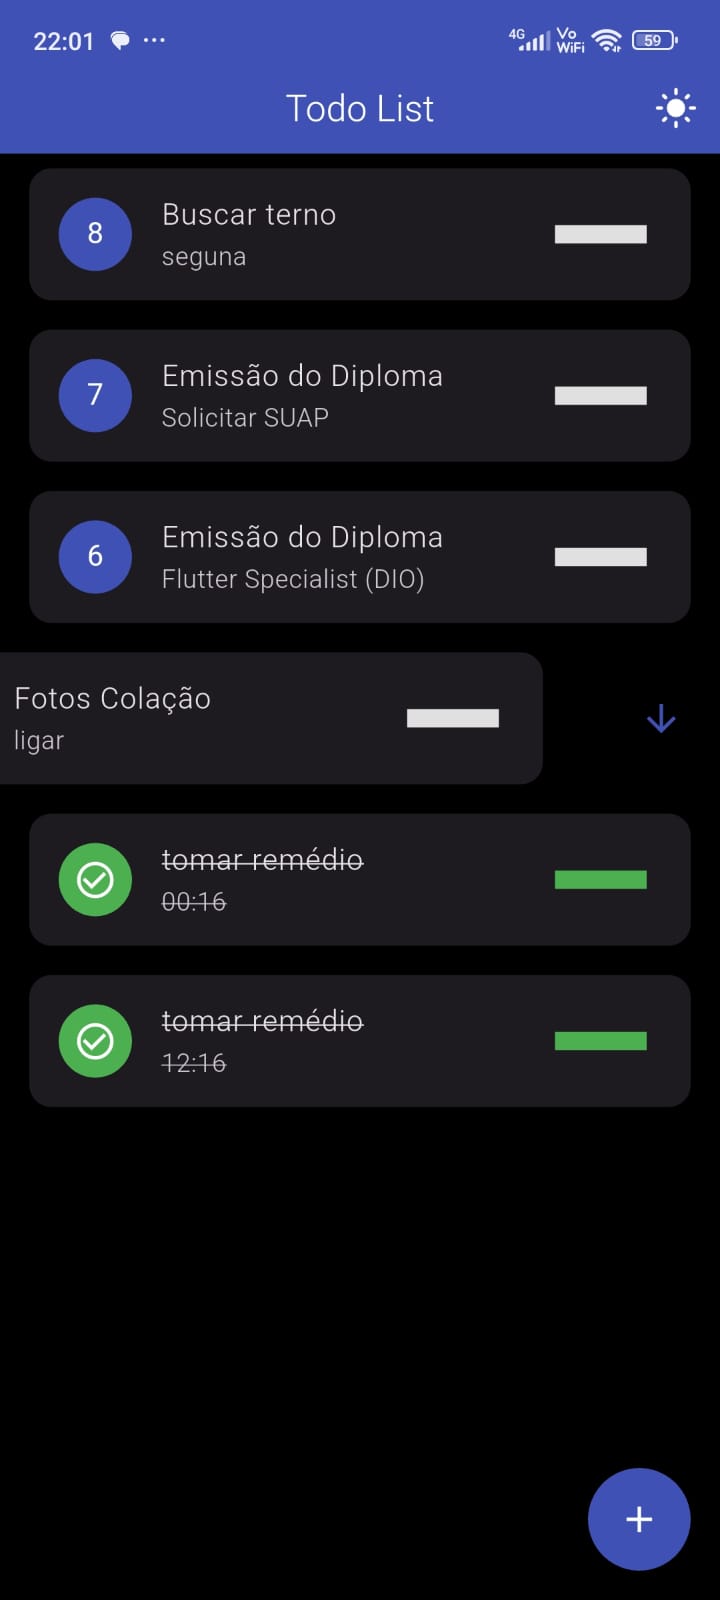 22:01
4G
Vo
WiFi
59
Todo List
8
Buscar terno
seguna
7
Emissão do Diploma
Solicitar SUAP
6
Emissão do Diploma
Flutter Specialist (DIO)
Fotos Colação
ligar
tomar remédio
00:16
tomar remédio
12:16